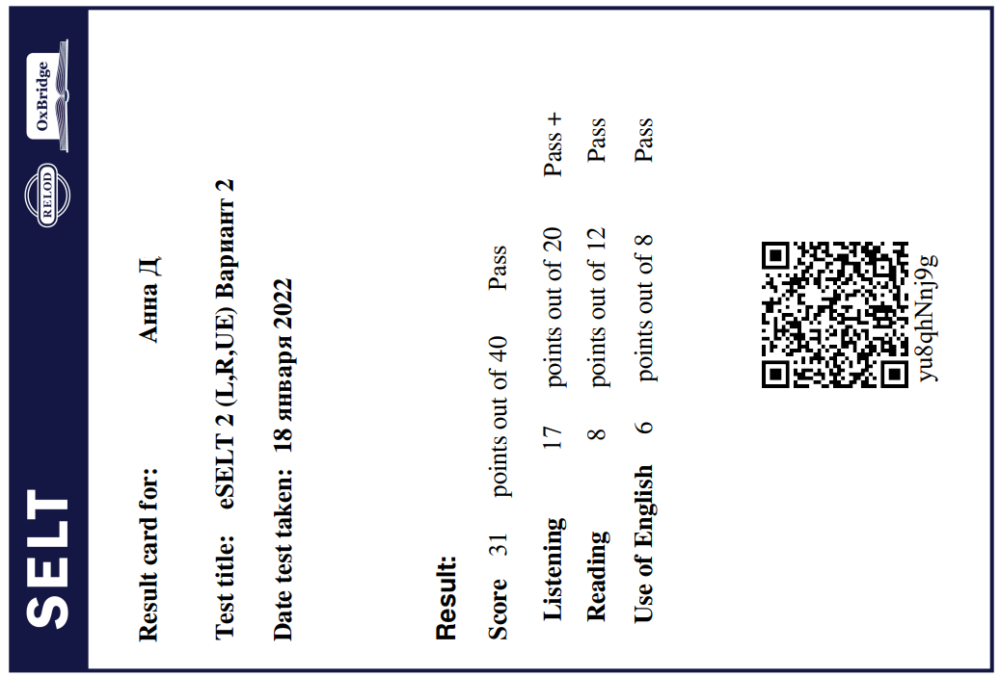 SELT
RELOD
OxBridge
Result card for: Анна Д
Test title: eSELT 2 (L,R,UE) Вариант 2
Date test taken: 18 января 2022
Result:
Score 31 points out of 40 Pass
Listening 17 points out of 20 Pass +
Reading 8 points out of 12 Pass
Use of English 6 points out of 8 Pass
yu8qhNnj9g